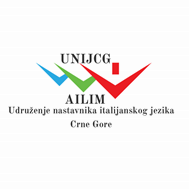 UNIJCG
AILIM
Udruženje nastavnika italijanskog jezika
Crne Gore